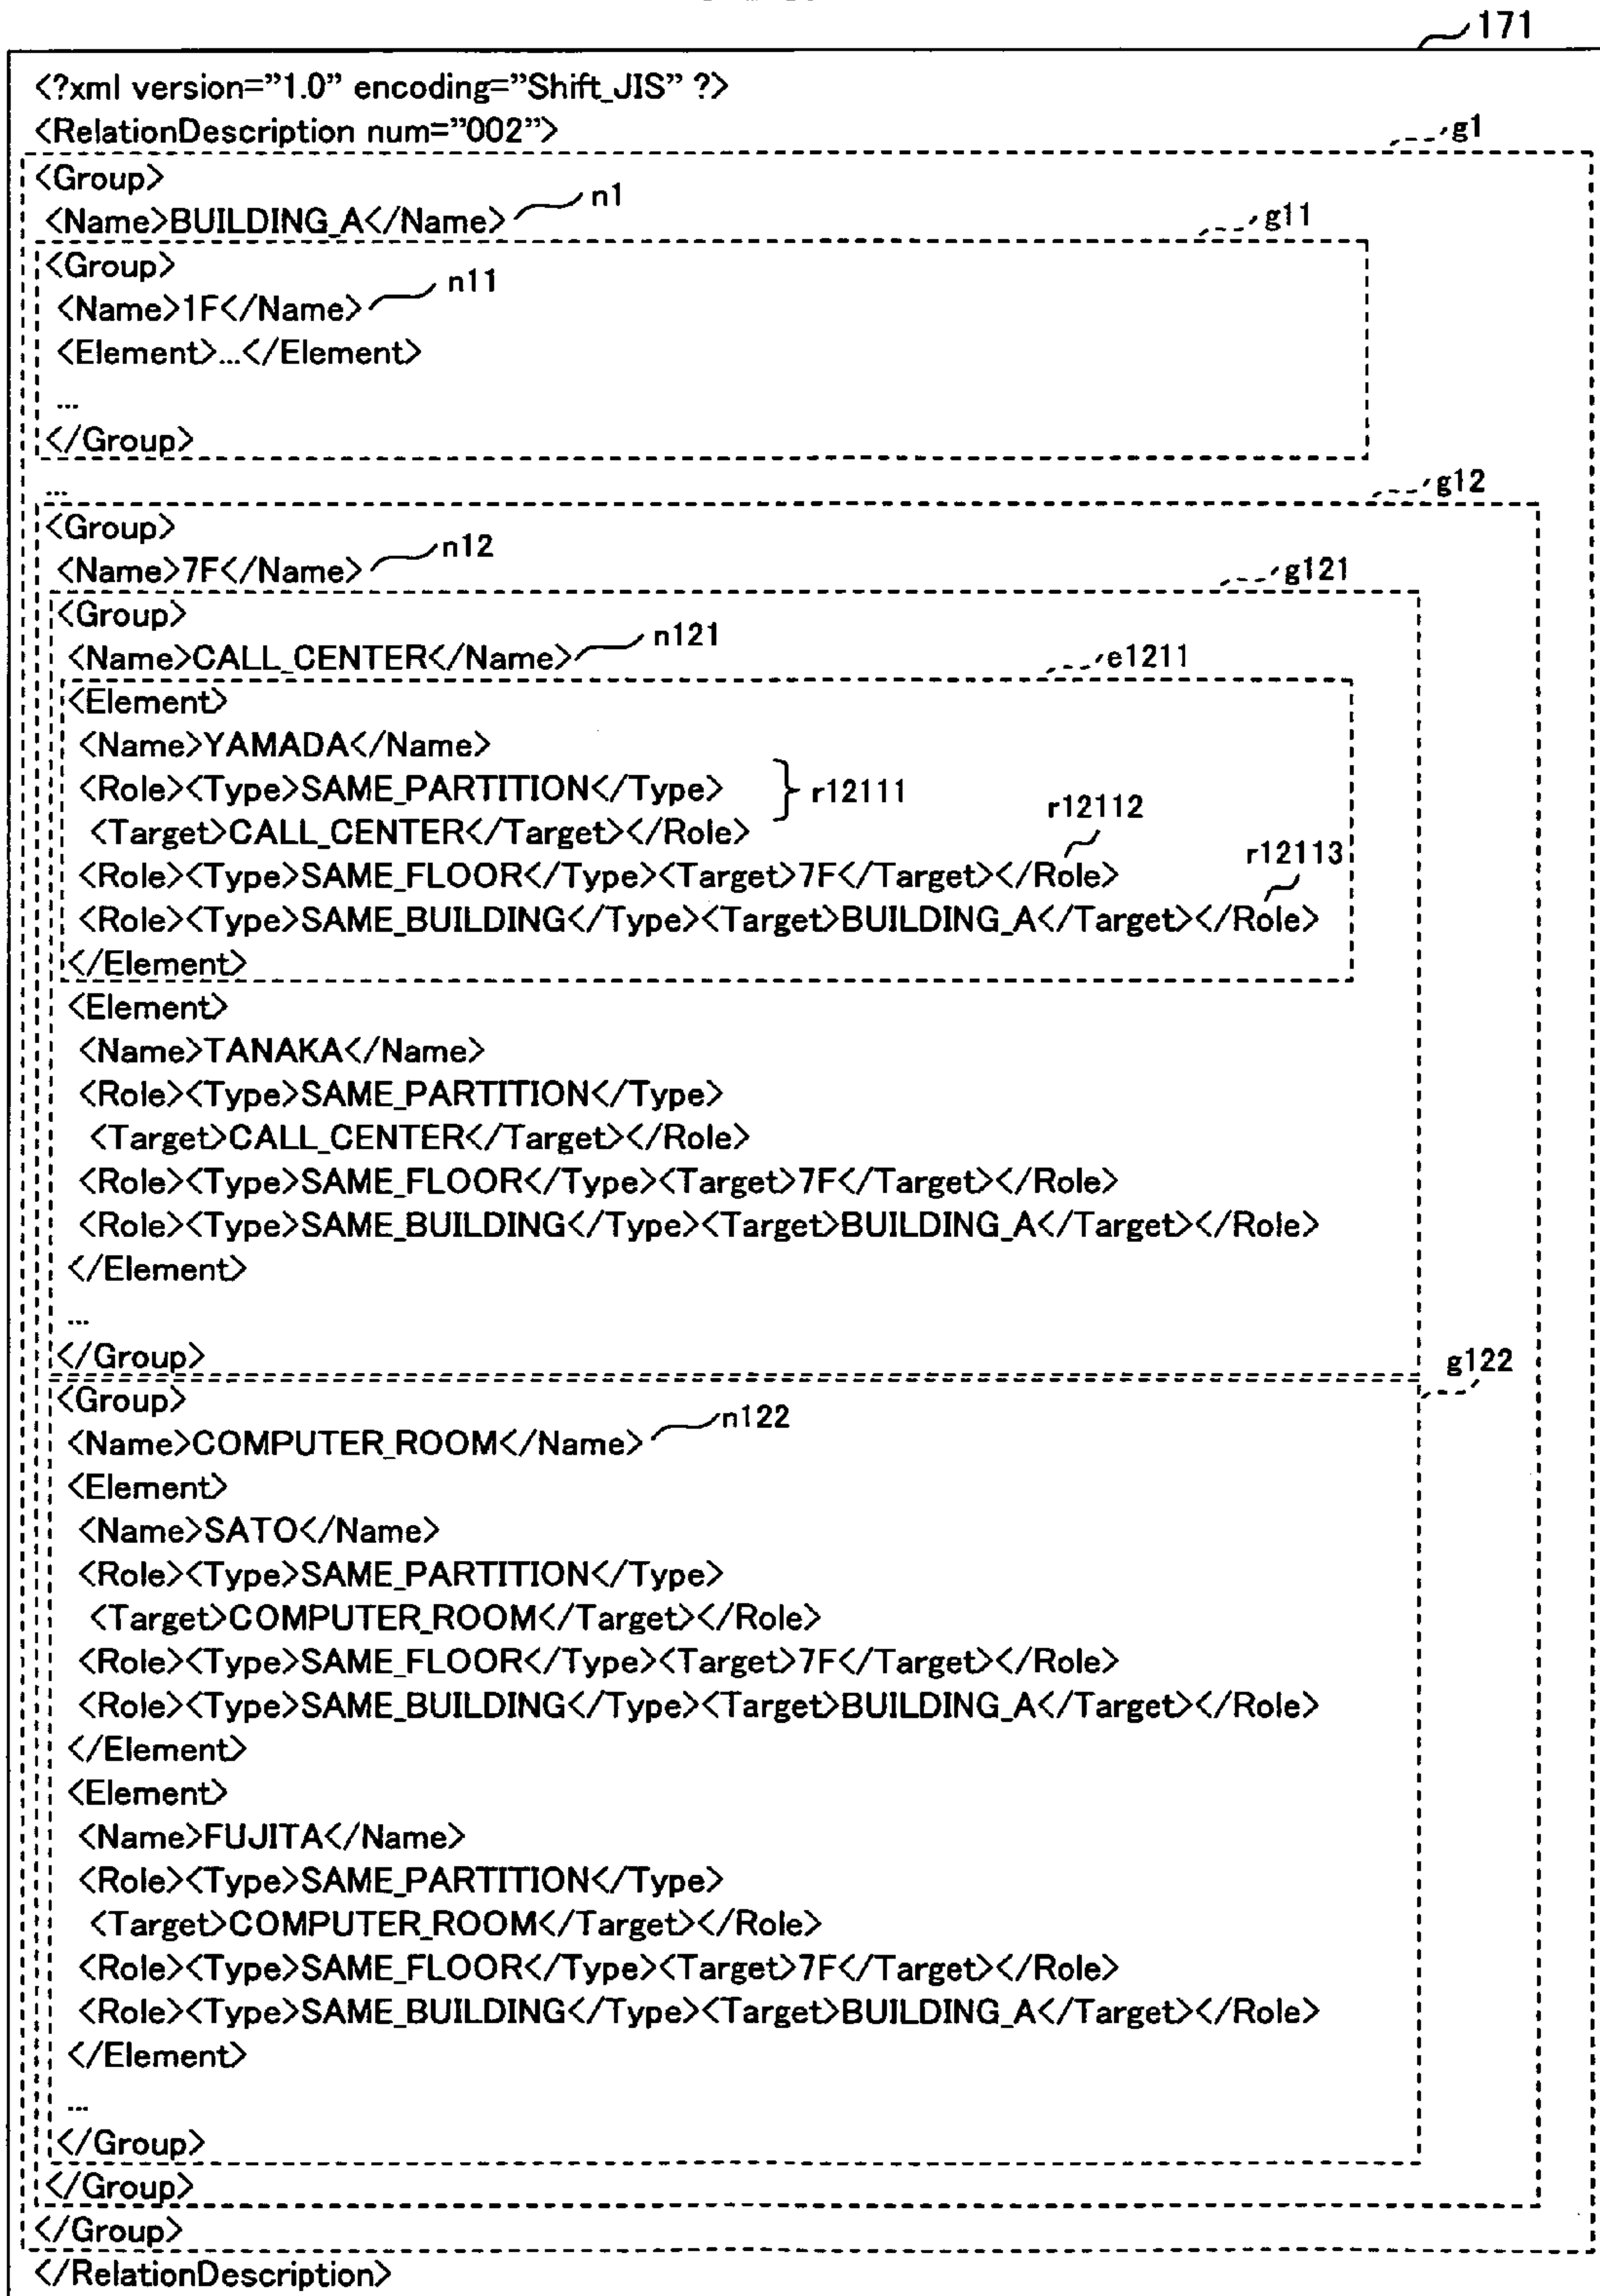 171
<?xml version=”1.0” encoding=”Shift_JIS” ?>
<RelationDescription num=”002”>
g1
<Group>
<Name>BUILDING_A</Name> n1
g11
<Group>
<Name>1F</Name> n11
<Element>...</Element>
...
</Group>
...
g12
<Group>
<Name>7F</Name> n12
g121
<Group>
<Name>CALL_CENTER</Name> n121
e1211
<Element>
<Name>YAMADA</Name>
<Role><Type>SAME_PARTITION</Type> r12111
<Target>CALL_CENTER</Target></Role> r12112
<Role><Type>SAME_FLOOR</Type><Target>7F</Target></Role> r12113
<Role><Type>SAME_BUILDING</Type><Target>BUILDING_A</Target></Role>
</Element>
<Element>
<Name>TANAKA</Name>
<Role><Type>SAME_PARTITION</Type>
<Target>CALL_CENTER</Target></Role>
<Role><Type>SAME_FLOOR</Type><Target>7F</Target></Role>
<Role><Type>SAME_BUILDING</Type><Target>BUILDING_A</Target></Role>
</Element>
...
</Group>
g122
<Group>
<Name>COMPUTER_ROOM</Name> n122
<Element>
<Name>SATO</Name>
<Role><Type>SAME_PARTITION</Type>
<Target>COMPUTER_ROOM</Target></Role>
<Role><Type>SAME_FLOOR</Type><Target>7F</Target></Role>
<Role><Type>SAME_BUILDING</Type><Target>BUILDING_A</Target></Role>
</Element>
<Element>
<Name>FUJITA</Name>
<Role><Type>SAME_PARTITION</Type>
<Target>COMPUTER_ROOM</Target></Role>
<Role><Type>SAME_FLOOR</Type><Target>7F</Target></Role>
<Role><Type>SAME_BUILDING</Type><Target>BUILDING_A</Target></Role>
</Element>
...
</Group>
</Group>
</Group>
</RelationDescription>